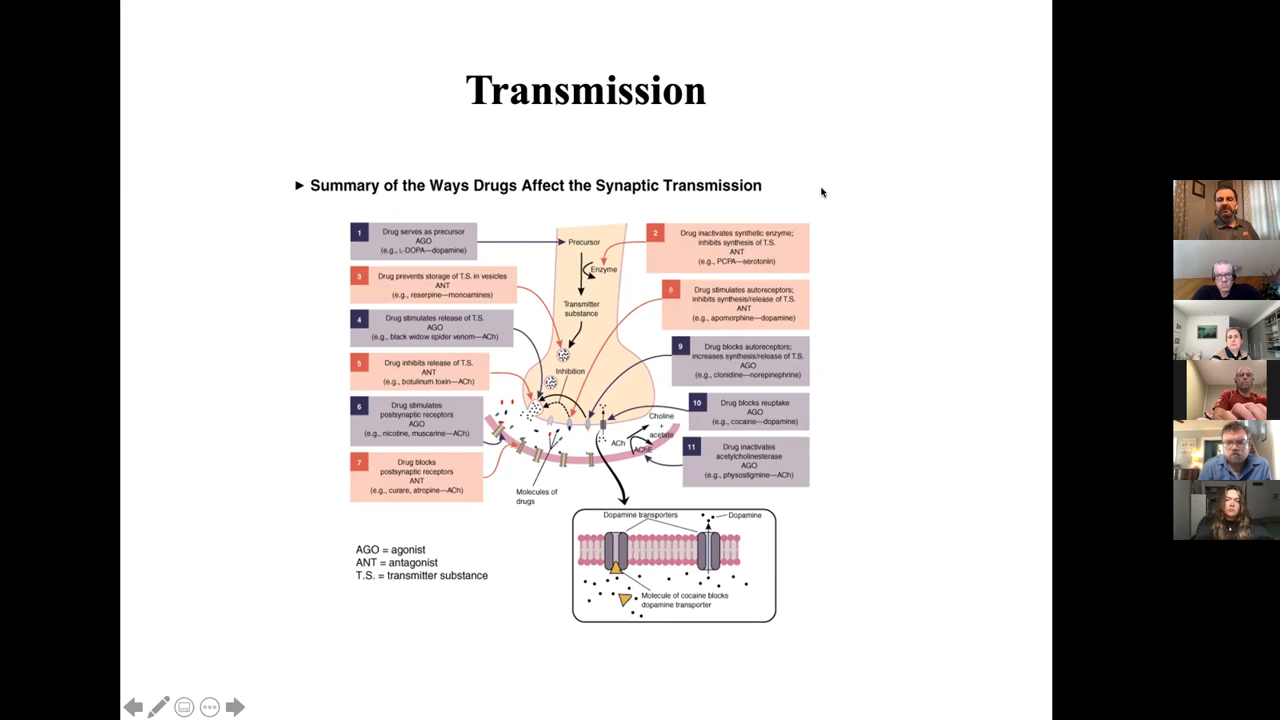 Transmission
► Summary of the Ways Drugs Affect the Synaptic Transmission
1
Drug serves as precursor
AGO
(e.g., L-DOPA—dopamine)
3
Drug prevents storage of T.S. in vesicles
ANT
(e.g., reserpine—monoamines)
4
Drug stimulates release of T.S.
AGO
(e.g., black widow spider venom—ACh)
5
Drug inhibits release of T.S.
ANT
(e.g., botulinum toxin—ACh)
6
Drug stimulates
postsynaptic receptors
AGO
(e.g., nicotine, muscarine—ACh)
7
Drug blocks
postsynaptic receptors
ANT
(e.g., curare, atropine—ACh)
Precursor
Enzyme
Transmitter
substance
Inhibition
Choline
+
acetate
ACh
AChE
Molecules of
drugs
2
Drug inactivates synthetic enzyme;
inhibits synthesis of T.S.
ANT
(e.g., PCPA—serotonin)
8
Drug stimulates autoreceptors;
inhibits synthesis/release of T.S.
ANT
(e.g., apomorphine—dopamine)
9
Drug blocks autoreceptors;
increases synthesis/release of T.S.
AGO
(e.g., clonidine—norepinephrine)
10
Drug blocks reuptake
AGO
(e.g., cocaine—dopamine)
11
Drug inactivates
acetylcholinesterase
AGO
(e.g., physostigmine—ACh)
AGO = agonist
ANT = antagonist
T.S. = transmitter substance
Dopamine transporters
Dopamine
Molecule of cocaine blocks
dopamine transporter